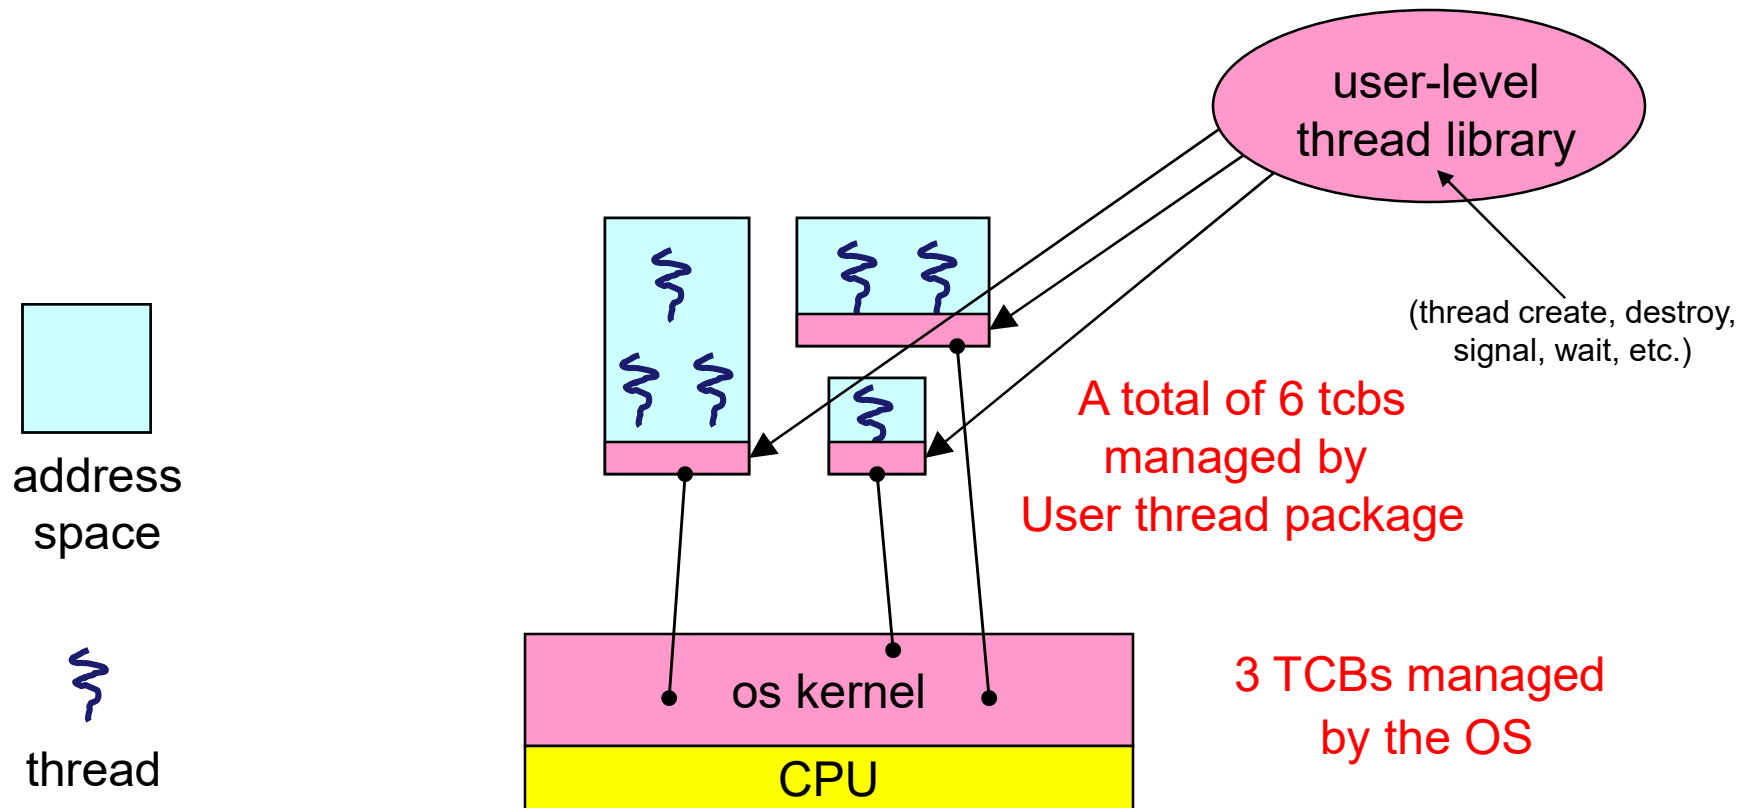 user-level
thread library
(thread create, destroy,
signal, wait, etc.)
A total of 6 tcbs
managed by
User thread package
address
space
os kernel
3 TCBs managed
by the OS
thread
CPU